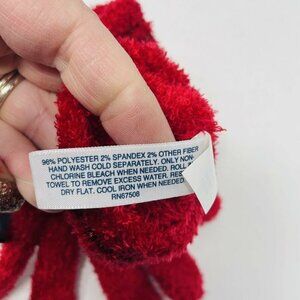 96% POLYESTER 2% SPANDEX 2% OTHER FIBER
HAND WASH COLD SEPARATELY. ONLY NON-
CHLORINE BLEACH WHEN NEEDED. ROLL
TOWEL TO REMOVE EXCESS WATER.
DRY FLAT. COOL IRON WHEN NEEDED.
RN67508